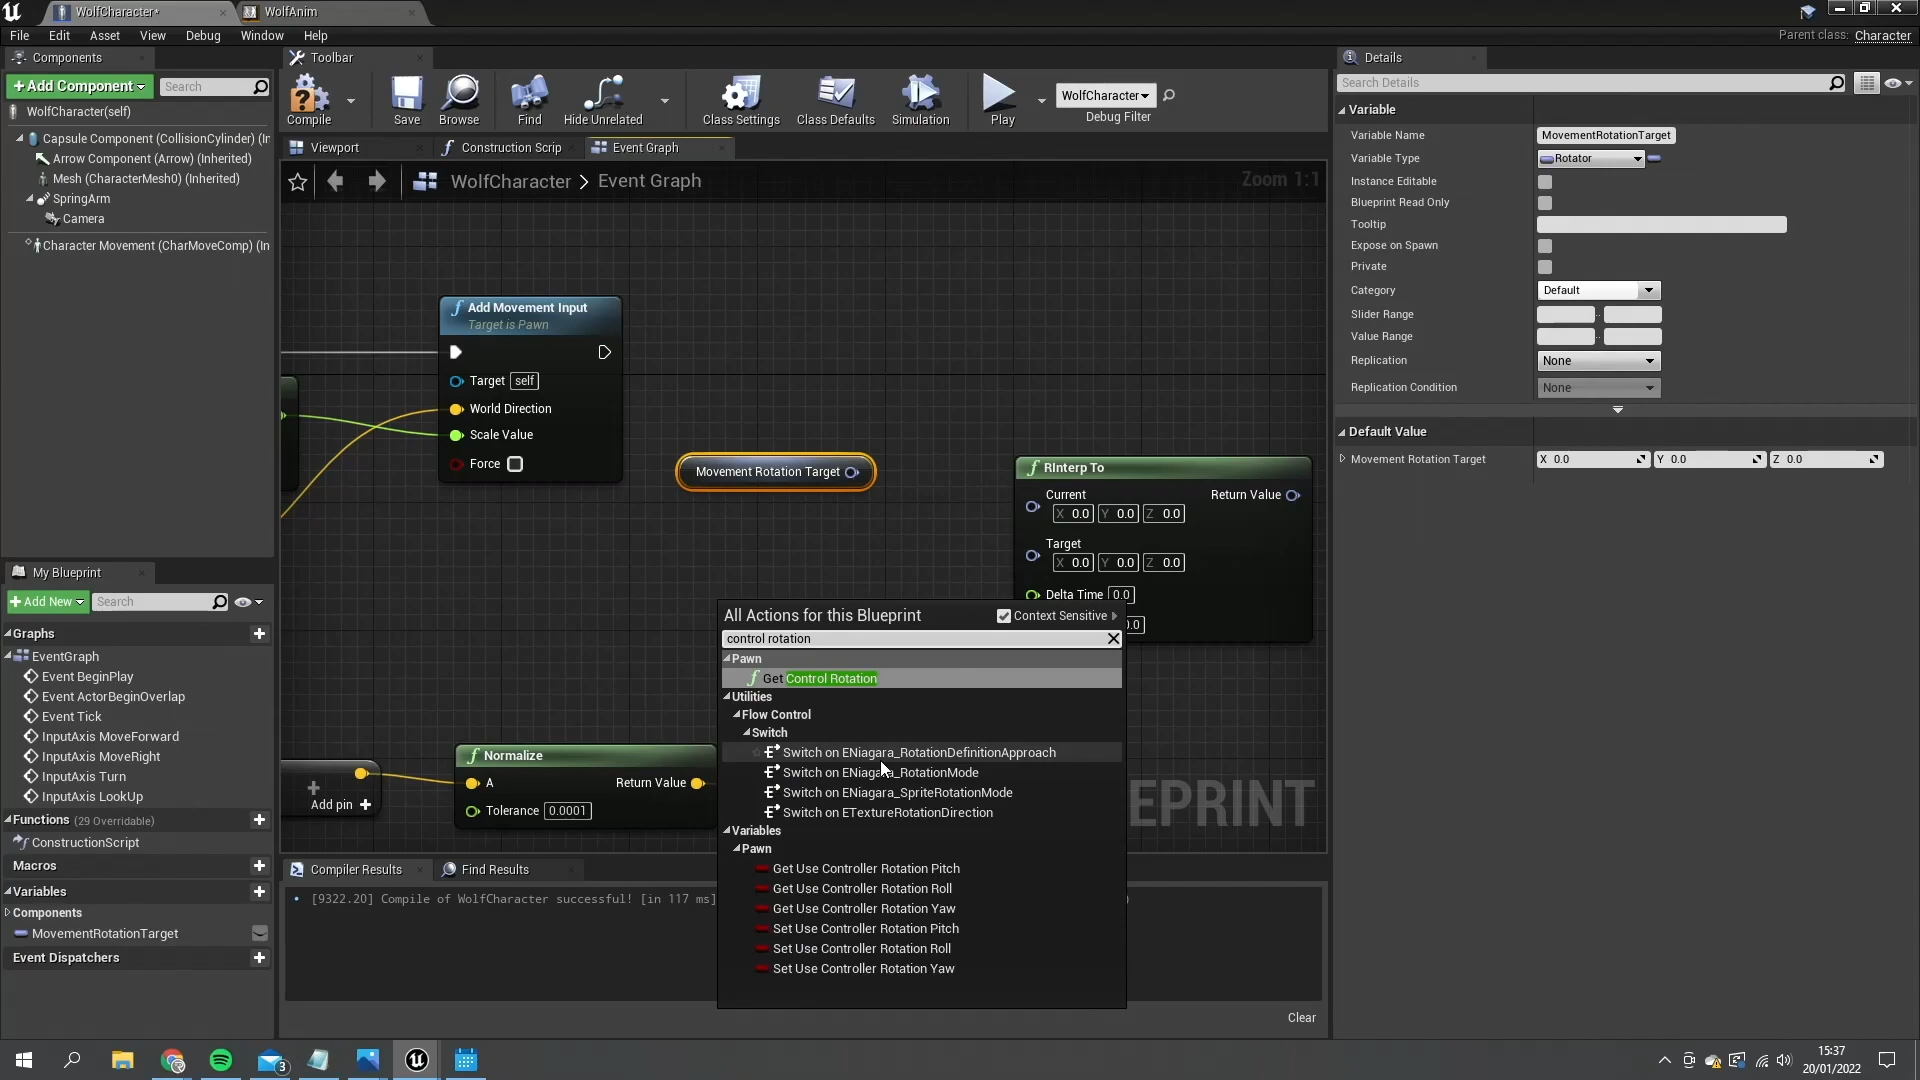 WolfCharacter*
WolfAnim
File Edit Asset View Debug Window Help
Parent class: Character
Components
Toolbar
Details
+ Add Component
Search
WolfCharacter(self)
Capsule Component (CollisionCylinder) (In
Arrow Component (Arrow) (Inherited)
Mesh (CharacterMesh0) (Inherited)
SpringArm
Camera
Character Movement (CharMoveComp) (In
Compile
Save
Browse
Find
Hide Unrelated
Class Settings
Class Defaults
Simulation
Play
WolfCharacter
Debug Filter
Viewport
Construction Scrip
Event Graph
WolfCharacter > Event Graph
Zoom 1:1
Add Movement Input
Target is Pawn
Target self
World Direction
Scale Value
Force
Movement Rotation Target
RInterp To
Current
Return Value
X 0.0 Y 0.0 Z 0.0
Target
X 0.0 Y 0.0 Z 0.0
Delta Time 0.0
0.0
Add pin +
Normalize
A
Return Value
Tolerance 0.0001
EPRINT
All Actions for this Blueprint
Context Sensitive
control rotation
Pawn
Get Control Rotation
Utilities
Flow Control
Switch
Switch on ENiagara_RotationDefinitionApproach
Switch on ENiagara_RotationMode
Switch on ENiagara_SpriteRotationMode
Switch on ETextureRotationDirection
Variables
Pawn
Get Use Controller Rotation Pitch
Get Use Controller Rotation Roll
Get Use Controller Rotation Yaw
Set Use Controller Rotation Pitch
Set Use Controller Rotation Roll
Set Use Controller Rotation Yaw
My Blueprint
+ Add New
Search
Graphs
EventGraph
Event BeginPlay
Event ActorBeginOverlap
Event Tick
InputAxis MoveForward
InputAxis MoveRight
InputAxis Turn
InputAxis LookUp
Functions (29 Overridable)
ConstructionScript
Macros
Variables
Components
MovementRotationTarget
Event Dispatchers
Compiler Results
Find Results
[9322.20] Compile of WolfCharacter successful! [in 117 ms]
)
Clear
Search Details
Variable
Variable Name MovementRotationTarget
Variable Type Rotator
Instance Editable
Blueprint Read Only
Tooltip
Expose on Spawn
Private
Category Default
Slider Range
Value Range
Replication None
Replication Condition None
Default Value
Movement Rotation Target X 0.0 Y 0.0 Z 0.0
3
15:37
20/01/2022